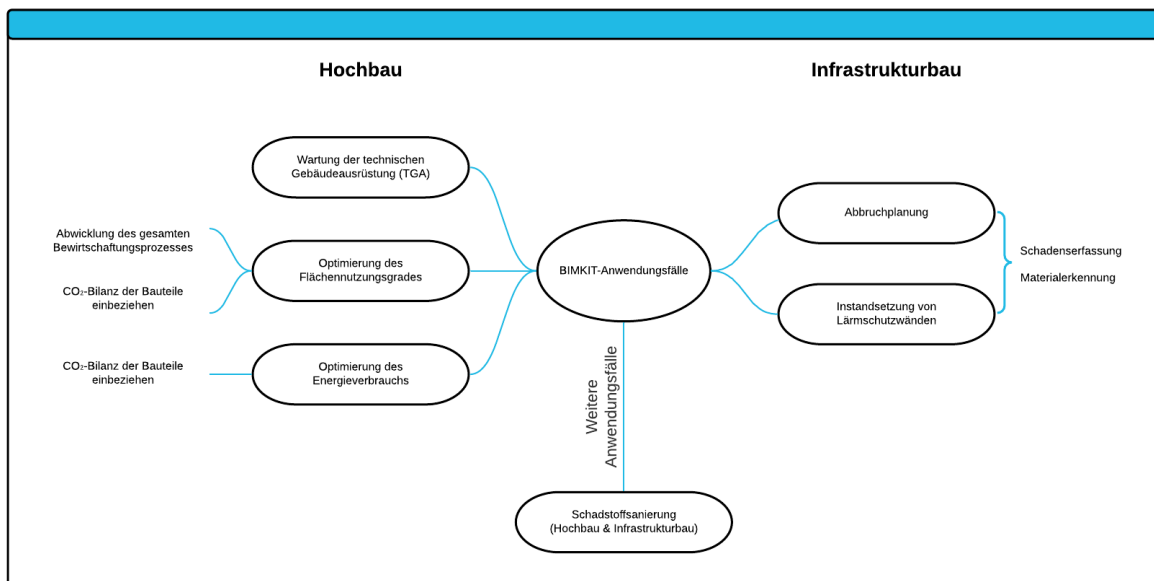 Hochbau
Infrastrukturbau
Wartung der technischen
Gebäudeausrüstung (TGA)
Abwicklung des gesamten
Bewirtschaftungsprozesses
Optimierung des
Flächennutzungsgrades
CO₂-Bilanz der Bauteile
einbeziehen
CO₂-Bilanz der Bauteile
einbeziehen
Optimierung des
Energieverbrauchs
BIMKIT-Anwendungsfälle
Abbruchplanung
Instandsetzung von
Lärmschutzwänden
Schadenserfassung
Materialerkennung
Weitere
Anwendungsfälle
Schadstoffsanierung
(Hochbau & Infrastrukturbau)